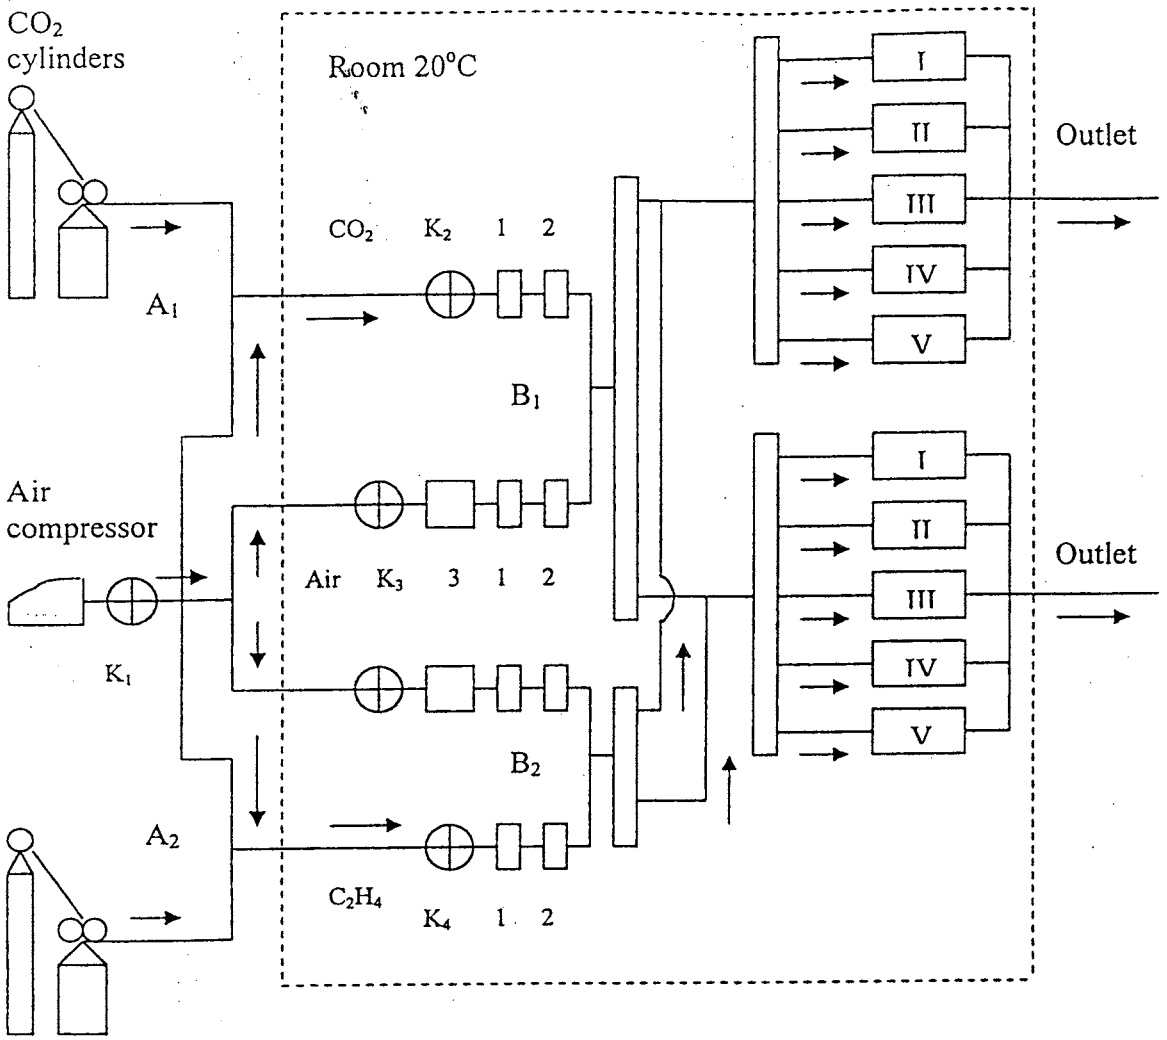 CO₂
cylinders
Room 20°C
I
II
Outlet
III
CO₂ K₂ 1 2
IV
A₁
V
B₁
I
Air
compressor
II
Outlet
Air K₃ 3 1 2
III
K₁
IV
V
B₂
A₂
C₂H₄
K₄ 1 2